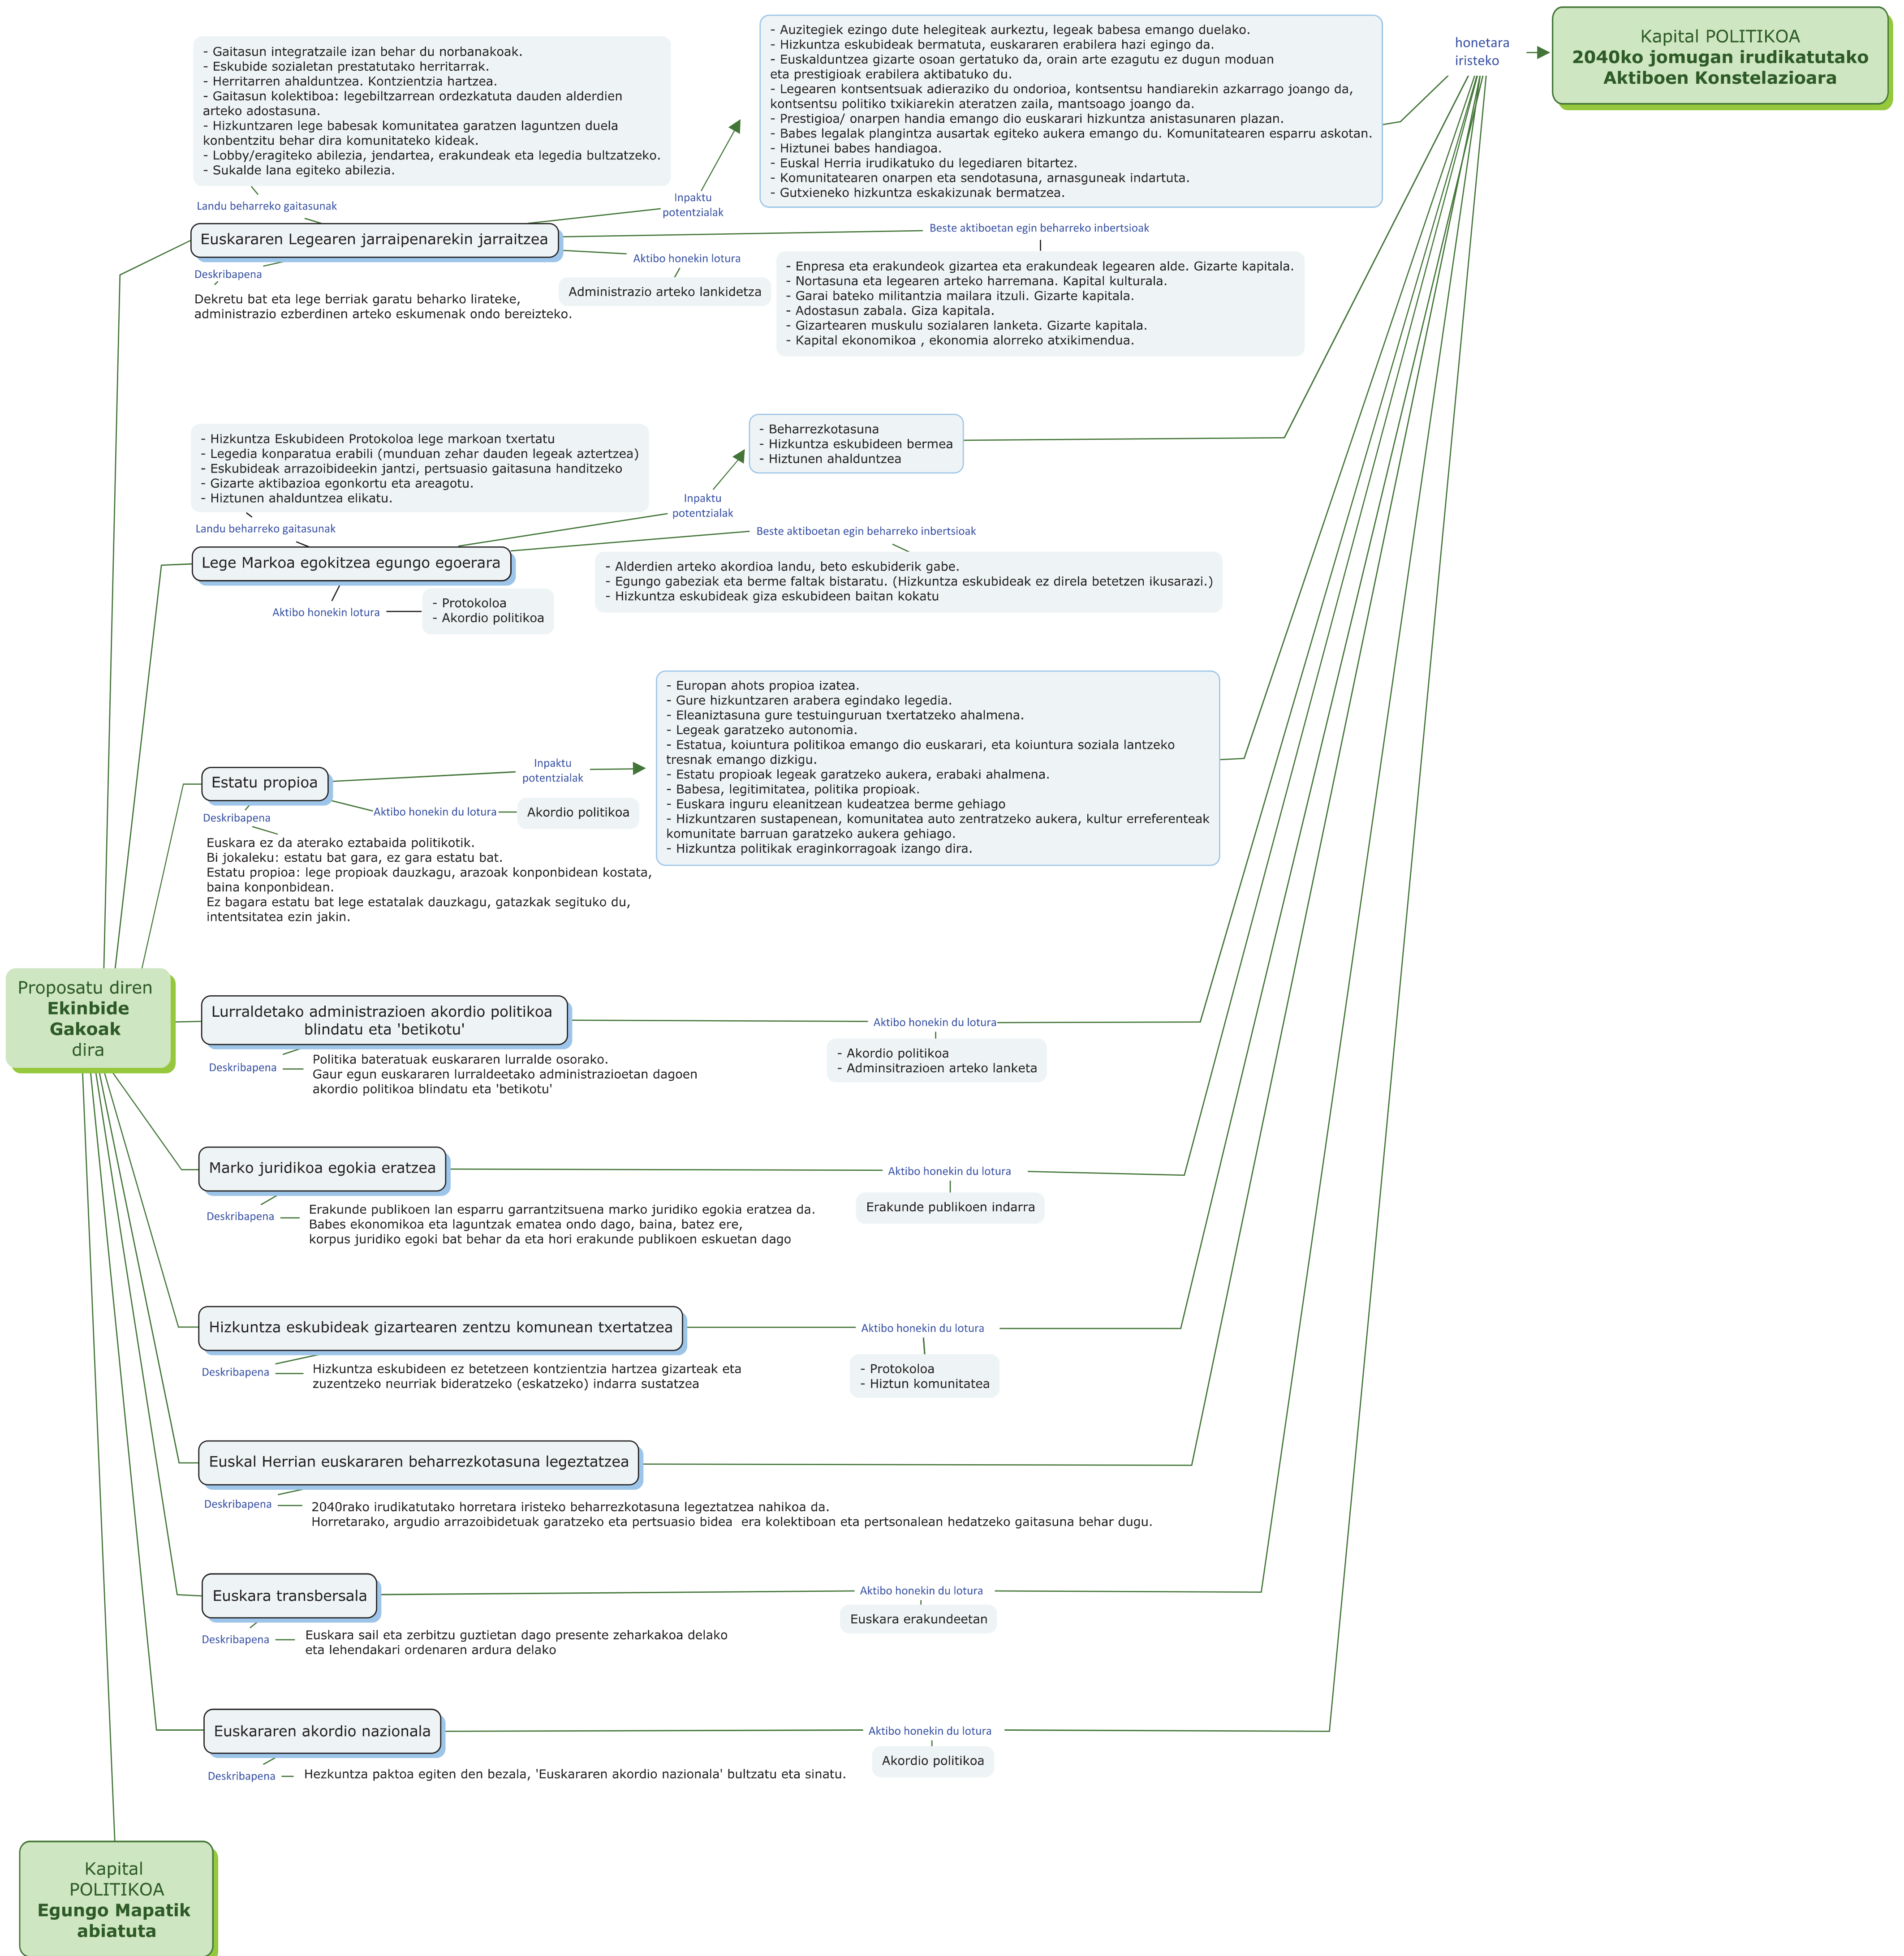 Kapital POLITIKOA
2040ko jomugan irudikatutako
Aktiboen Konstelazioara
honetara
iristeko
- Gaitasun integratzaile izan behar du norbanakoak.
- Eskubide sozialetan prestatutako herritarrak.
- Herritarren ahalduntzea. Kontzientzia hartzea.
- Gaitasun kolektiboa: legebiltzarrean ordezkatuta dauden alderdien
arteko adostasuna.
- Hizkuntzaren lege babesak komunitatea garatzen laguntzen duela
konbentzitu behar dira komunitateko kideak.
- Lobby/eragiteko abilezia, jendartea, erakundeak eta legedia bultzatzeko.
- Sukalde lana egiteko abilezia.
Landu beharreko gaitasunak
- Auzitegiek ezingo dute helegiteak aurkeztu, legeak babesa emango duelako.
- Hizkuntza eskubideak bermatuta, euskararen erabilera hazi egingo da.
- Euskalduntzea gizarte osoan gertatuko da, orain arte ezagutu ez dugun moduan
eta prestigioak erabilera aktibatuko du.
- Legearen kontsentsuak adieraziko du ondorioa, kontsentsu handiarekin azkarrago joango da,
kontsentsu politiko txikiarekin ateratzen zaila, mantsoago joango da.
- Prestigioa/ onarpen handia emango dio euskarari hizkuntza anistasunaren plazan.
- Babes legalak plangintza ausartak egiteko aukera emango du. Komunitatearen esparru askotan.
- Hiztunei babes handiagoa.
- Euskal Herria irudikatuko du legediaren bitartez.
- Komunitatearen onarpen eta sendotasuna, arnasguneak indartuta.
- Gutxieneko hizkuntza eskakizunak bermatzea.
Inpaktu
potentzialak
Euskararen Legearen jarraipenarekin jarraitzea
Beste aktiboetan egin beharreko inbertsioak
Aktibo honekin lotura
Administrazio arteko lankidetza
- Enpresa eta erakundeok gizartea eta erakundeak legearen alde. Gizarte kapitala.
- Nortasuna eta legearen arteko harremana. Kapital kulturala.
- Garai bateko militantzia mailara itzuli. Gizarte kapitala.
- Adostasun zabala. Giza kapitala.
- Gizartearen muskulu sozialaren lanketa. Gizarte kapitala.
- Kapital ekonomikoa , ekonomia alorreko atxikimendua.
Deskribapena
Dekretu bat eta lege berriak garatu beharko lirateke,
administrazio ezberdinen arteko eskumenak ondo bereizteko.
- Hizkuntza Eskubideen Protokoloa lege markoan txertatu
- Legedia konparatua erabili (munduan zehar dauden legeak aztertzea)
- Eskubideak arrazoibideekin jantzi, pertsuasio gaitasuna handitzeko
- Gizarte aktibazioa egonkortu eta areagotu.
- Hiztunen ahalduntzea elikatu.
Landu beharreko gaitasunak
- Beharrezkotasuna
- Hizkuntza eskubideen bermea
- Hiztunen ahalduntzea
Inpaktu
potentzialak
Beste aktiboetan egin beharreko inbertsioak
Lege Markoa egokitzea egungo egoerara
- Alderdien arteko akordioa landu, beto eskubiderik gabe.
- Egungo gabeziak eta berme faltak bistaratu. (Hizkuntza eskubideak ez direla betetzen ikusarazi.)
- Hizkuntza eskubideak giza eskubideen baitan kokatu
Aktibo honekin lotura
- Protokoloa
- Akordio politikoa
- Europan ahots propioa izatea.
- Gure hizkuntzaren arabera egindako legedia.
- Eleaniztasuna gure testuinguruan txertatzeko ahalmena.
- Legeak garatzeko autonomia.
- Estatua, koiuntura politikoa emango dio euskarari, eta koiuntura soziala lantzeko
tresnak emango dizkigu.
- Estatu propioak legeak garatzeko aukera, erabaki ahalmena.
- Babesa, legitimitatea, politika propioak.
- Euskara inguru eleanitzean kudeatzea berme gehiago
- Hizkuntzaren sustapenean, komunitatea auto zentratzeko aukera, kultur erreferenteak
komunitate barruan garatzeko aukera gehiago.
- Hizkuntza politikak eraginkorragoak izango dira.
Inpaktu
potentzialak
Estatu propioa
Aktibo honekin du lotura
Akordio politikoa
Deskribapena
Euskara ez da aterako eztabaida politikotik.
Bi jokaleku: estatu bat gara, ez gara estatu bat.
Estatu propioa: lege propioak dauzkagu, arazoak konponbidean kostata,
baina konponbidean.
Ez bagara estatu bat lege estatalak dauzkagu, gatazkak segituko du,
intentsitatea ezin jakin.
Proposatu diren
Ekinbide
Gakoak
dira
Lurraldetako administrazioen akordio politikoa
blindatu eta 'betikotu'
Aktibo honekin du lotura
- Akordio politikoa
- Adminsitrazioen arteko lanketa
Deskribapena
Politika bateratuak euskararen lurralde osorako.
Gaur egun euskararen lurraldeetako administrazioetan dagoen
akordio politikoa blindatu eta 'betikotu'
Marko juridikoa egokia eratzea
Aktibo honekin du lotura
Erakunde publikoen indarra
Deskribapena
Erakunde publikoen lan esparru garrantzitsuena marko juridiko egokia eratzea da.
Babes ekonomikoa eta laguntzak ematea ondo dago, baina, batez ere,
korpus juridiko egoki bat behar da eta hori erakunde publikoen eskuetan dago
Hizkuntza eskubideak gizartearen zentzu komunean txertatzea
Aktibo honekin du lotura
- Protokoloa
- Hiztun komunitatea
Deskribapena
Hizkuntza eskubideen ez betetzeen kontzientzia hartzea gizarteak eta
zuzentzeko neurriak bideratzeko (eskatzeko) indarra sustatzea
Euskal Herrian euskararen beharrezkotasuna legeztatzea
Deskribapena
2040rako irudikatutako horretara iristeko beharrezkotasuna legeztatzea nahikoa da.
Horretarako, argudio arrazoibidetuak garatzeko eta pertsuasio bidea  era kolektiboan eta pertsonalean hedatzeko gaitasuna behar dugu.
Euskara transbersala
Aktibo honekin du lotura
Euskara erakundeetan
Deskribapena
Euskara sail eta zerbitzu guztietan dago presente zeharkakoa delako
eta lehendakari ordenaren ardura delako
Euskararen akordio nazionala
Aktibo honekin du lotura
Akordio politikoa
Deskribapena
Hezkuntza paktoa egiten den bezala, 'Euskararen akordio nazionala' bultzatu eta sinatu.
Kapital
POLITIKOA
Egungo Mapatik
abiatuta